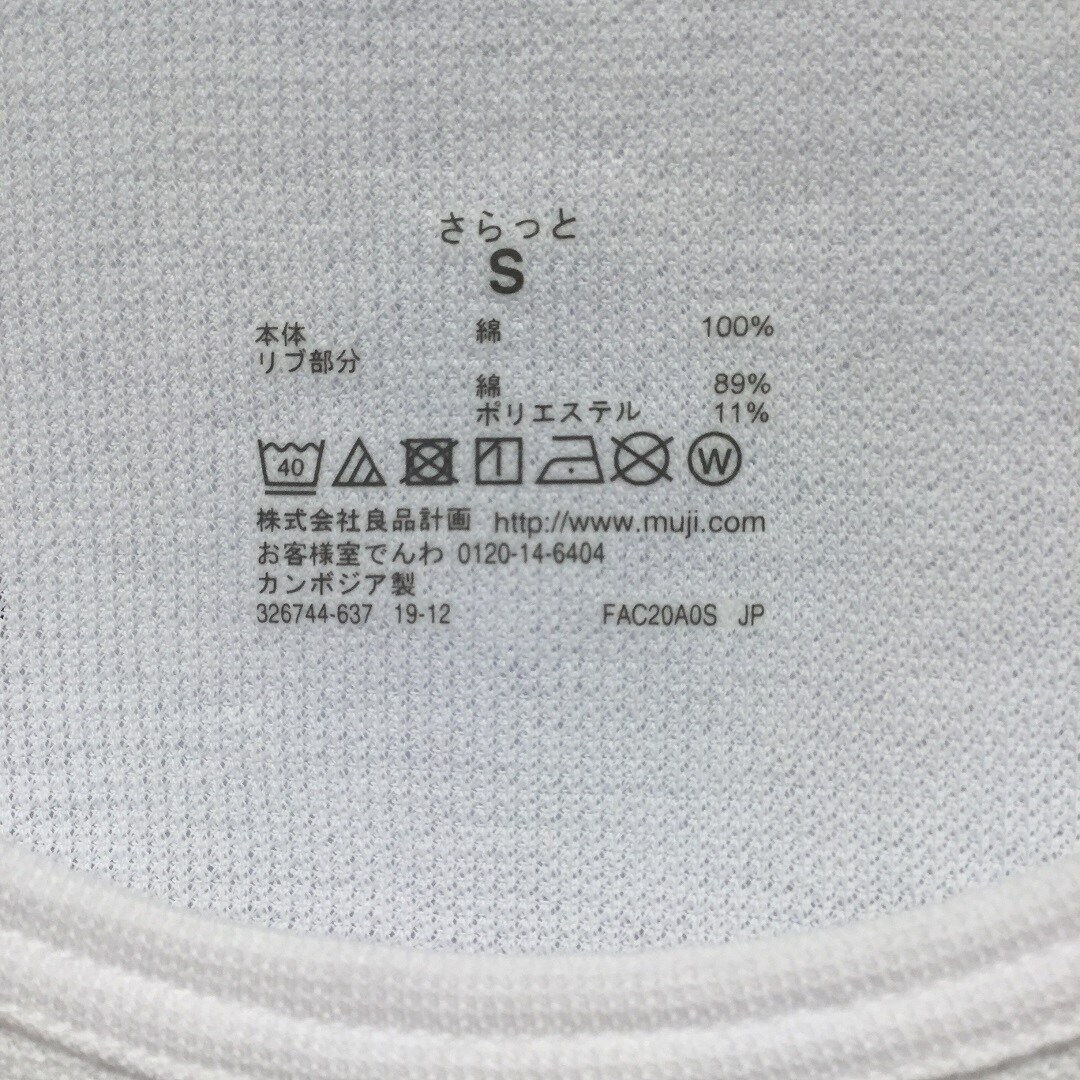 さらっと
S
本体 綿 100%
リブ部分
綿 89%
ポリエステル 11%
40 W
株式会社良品計画 http://www.muji.com
お客様室でんわ 0120-14-6404
カンボジア製
326744-637 19-12 FAC20A0S JP